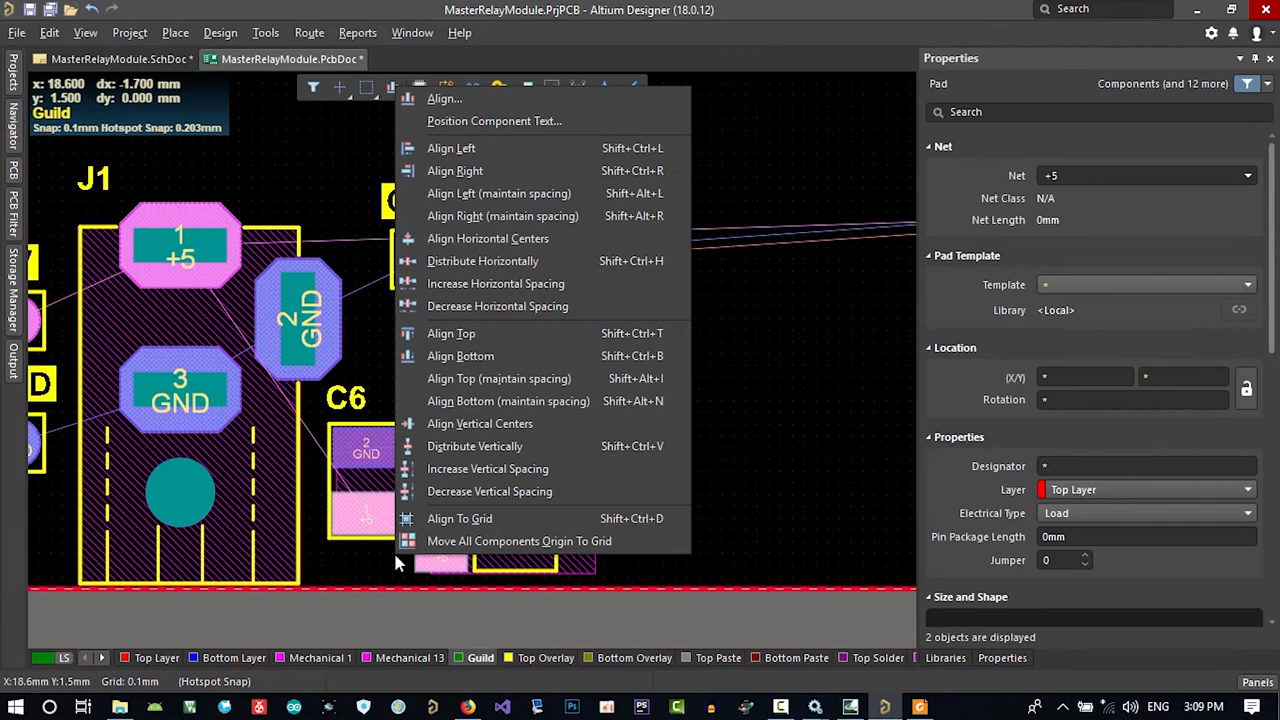 MasterRelayModule.PrjPCB - Altium Designer (18.0.12)
Search
File Edit View Project Place Design Tools Route Reports Window Help
MasterRelayModule.SchDoc *
MasterRelayModule.PcbDoc *
Projects
Navigator
PCB
PCB Filter
Storage Manager
Output
x: 18.600 dx: -1.700 mm
y: 1.500 dy: 0.000 mm
Guild
Snap: 0.1mm Hotspot Snap: 0.203mm
J1
1
+5
2
GND
3
GND
D
C6
2
GND
1
+5
Align...
Position Component Text...
Align Left Shift+Ctrl+L
Align Right Shift+Ctrl+R
Align Left (maintain spacing) Shift+Alt+L
Align Right (maintain spacing) Shift+Alt+R
Align Horizontal Centers
Distribute Horizontally Shift+Ctrl+H
Increase Horizontal Spacing
Decrease Horizontal Spacing
Align Top Shift+Ctrl+T
Align Bottom Shift+Ctrl+B
Align Top (maintain spacing) Shift+Alt+I
Align Bottom (maintain spacing) Shift+Alt+N
Align Vertical Centers
Distribute Vertically Shift+Ctrl+V
Increase Vertical Spacing
Decrease Vertical Spacing
Align To Grid Shift+Ctrl+D
Move All Components Origin To Grid
Properties
Pad Components (and 12 more)
Search
Net
Net +5
Net Class N/A
Net Length 0mm
Pad Template
Template *
Library <Local>
Location
(X/Y) * *
Rotation *
Properties
Designator *
Layer Top Layer
Electrical Type Load
Pin Package Length 0mm
Jumper 0
Size and Shape
2 objects are displayed
Libraries Properties
LS Top Layer Bottom Layer Mechanical 1 Mechanical 13 Guild Top Overlay Bottom Overlay Top Paste Bottom Paste Top Solder
X:18.6mm Y:1.5mm Grid: 0.1mm (Hotspot Snap)
Panels
ENG 3:09 PM